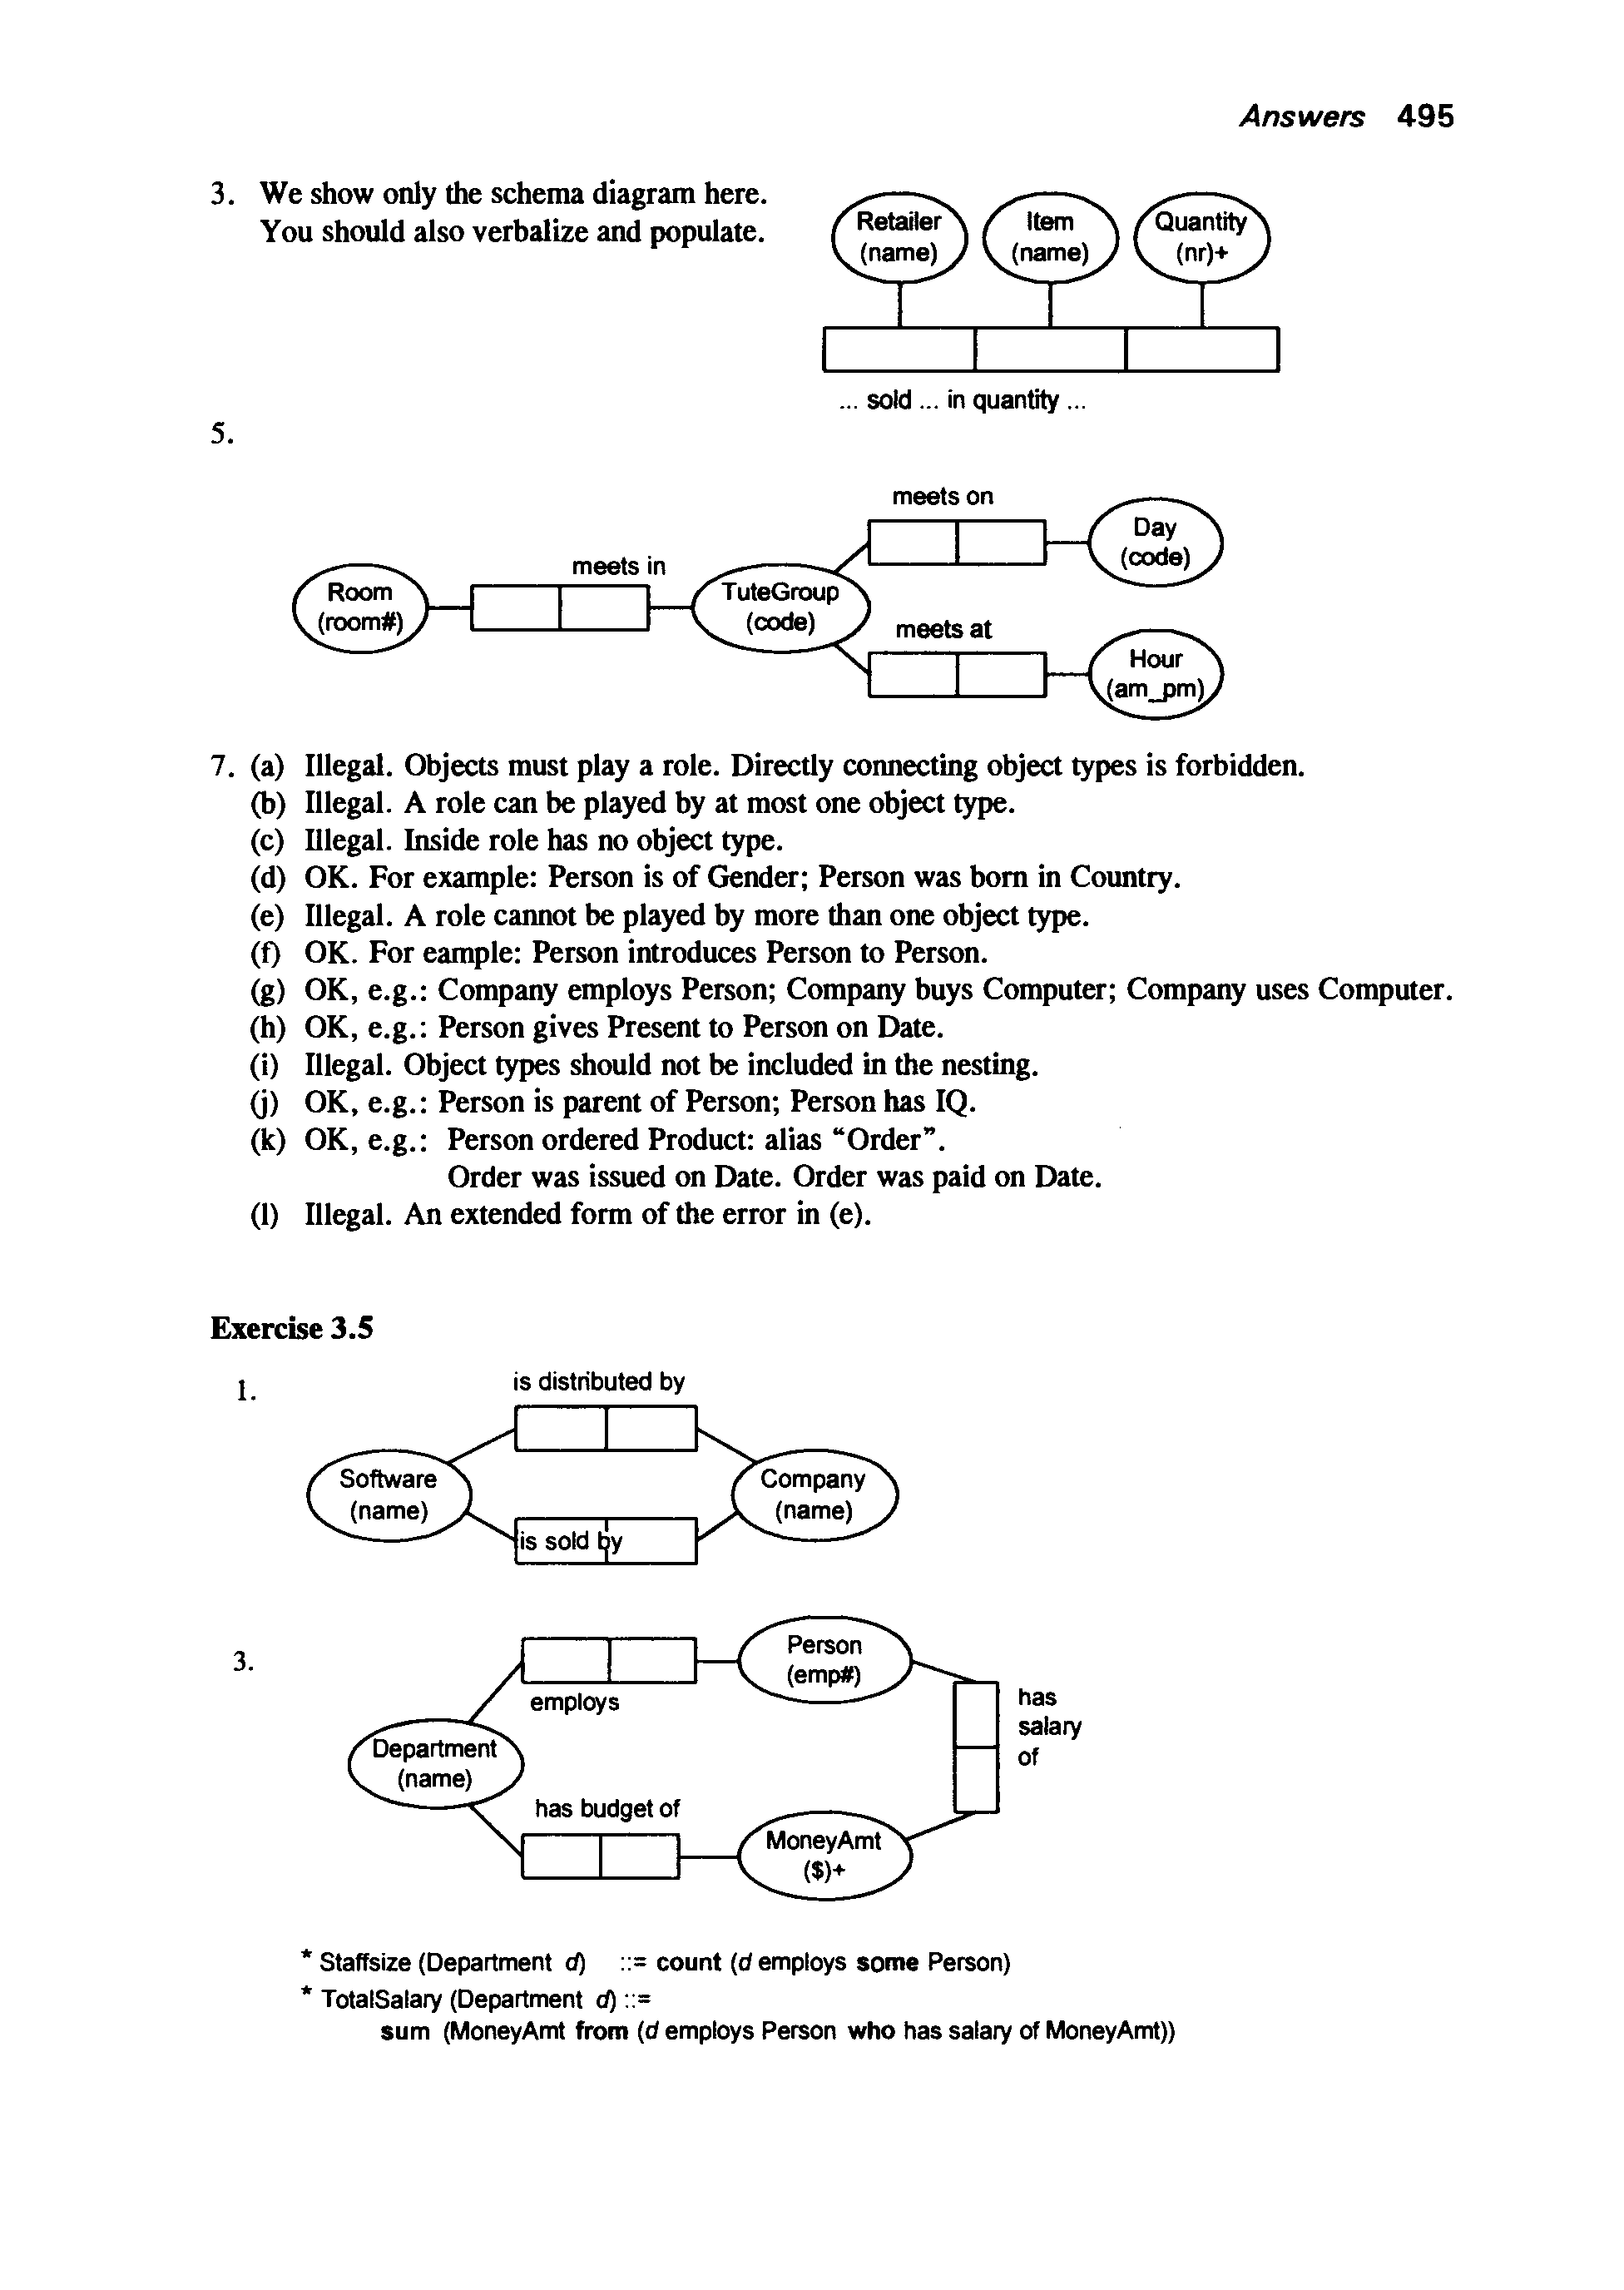 Answers 495
3. We show only the schema diagram here.
You should also verbalize and populate.
Retailer
(name)
Item
(name)
Quantity
(nr)+
... sold ... in quantity ...
5.
meets on
Day
(code)
meets in
Room
(room#)
TuteGroup
(code)
meets at
Hour
(am_pm)
7. (a) Illegal. Objects must play a role. Directly connecting object types is forbidden.
(b) Illegal. A role can be played by at most one object type.
(c) Illegal. Inside role has no object type.
(d) OK. For example: Person is of Gender; Person was born in Country.
(e) Illegal. A role cannot be played by more than one object type.
(f) OK. For eample: Person introduces Person to Person.
(g) OK, e.g.: Company employs Person; Company buys Computer; Company uses Computer.
(h) OK, e.g.: Person gives Present to Person on Date.
(i) Illegal. Object types should not be included in the nesting.
(j) OK, e.g.: Person is parent of Person; Person has IQ.
(k) OK, e.g.: Person ordered Product: alias “Order”.
Order was issued on Date. Order was paid on Date.
(l) Illegal. An extended form of the error in (e).
Exercise 3.5
1.
is distributed by
Software
(name)
Company
(name)
is sold by
3.
Person
(emp#)
employs
has
salary
of
Department
(name)
has budget of
MoneyAmt
($)+
* Staffsize (Department d) ::= count (d employs some Person)
* TotalSalary (Department d) ::=
sum (MoneyAmt from (d employs Person who has salary of MoneyAmt))